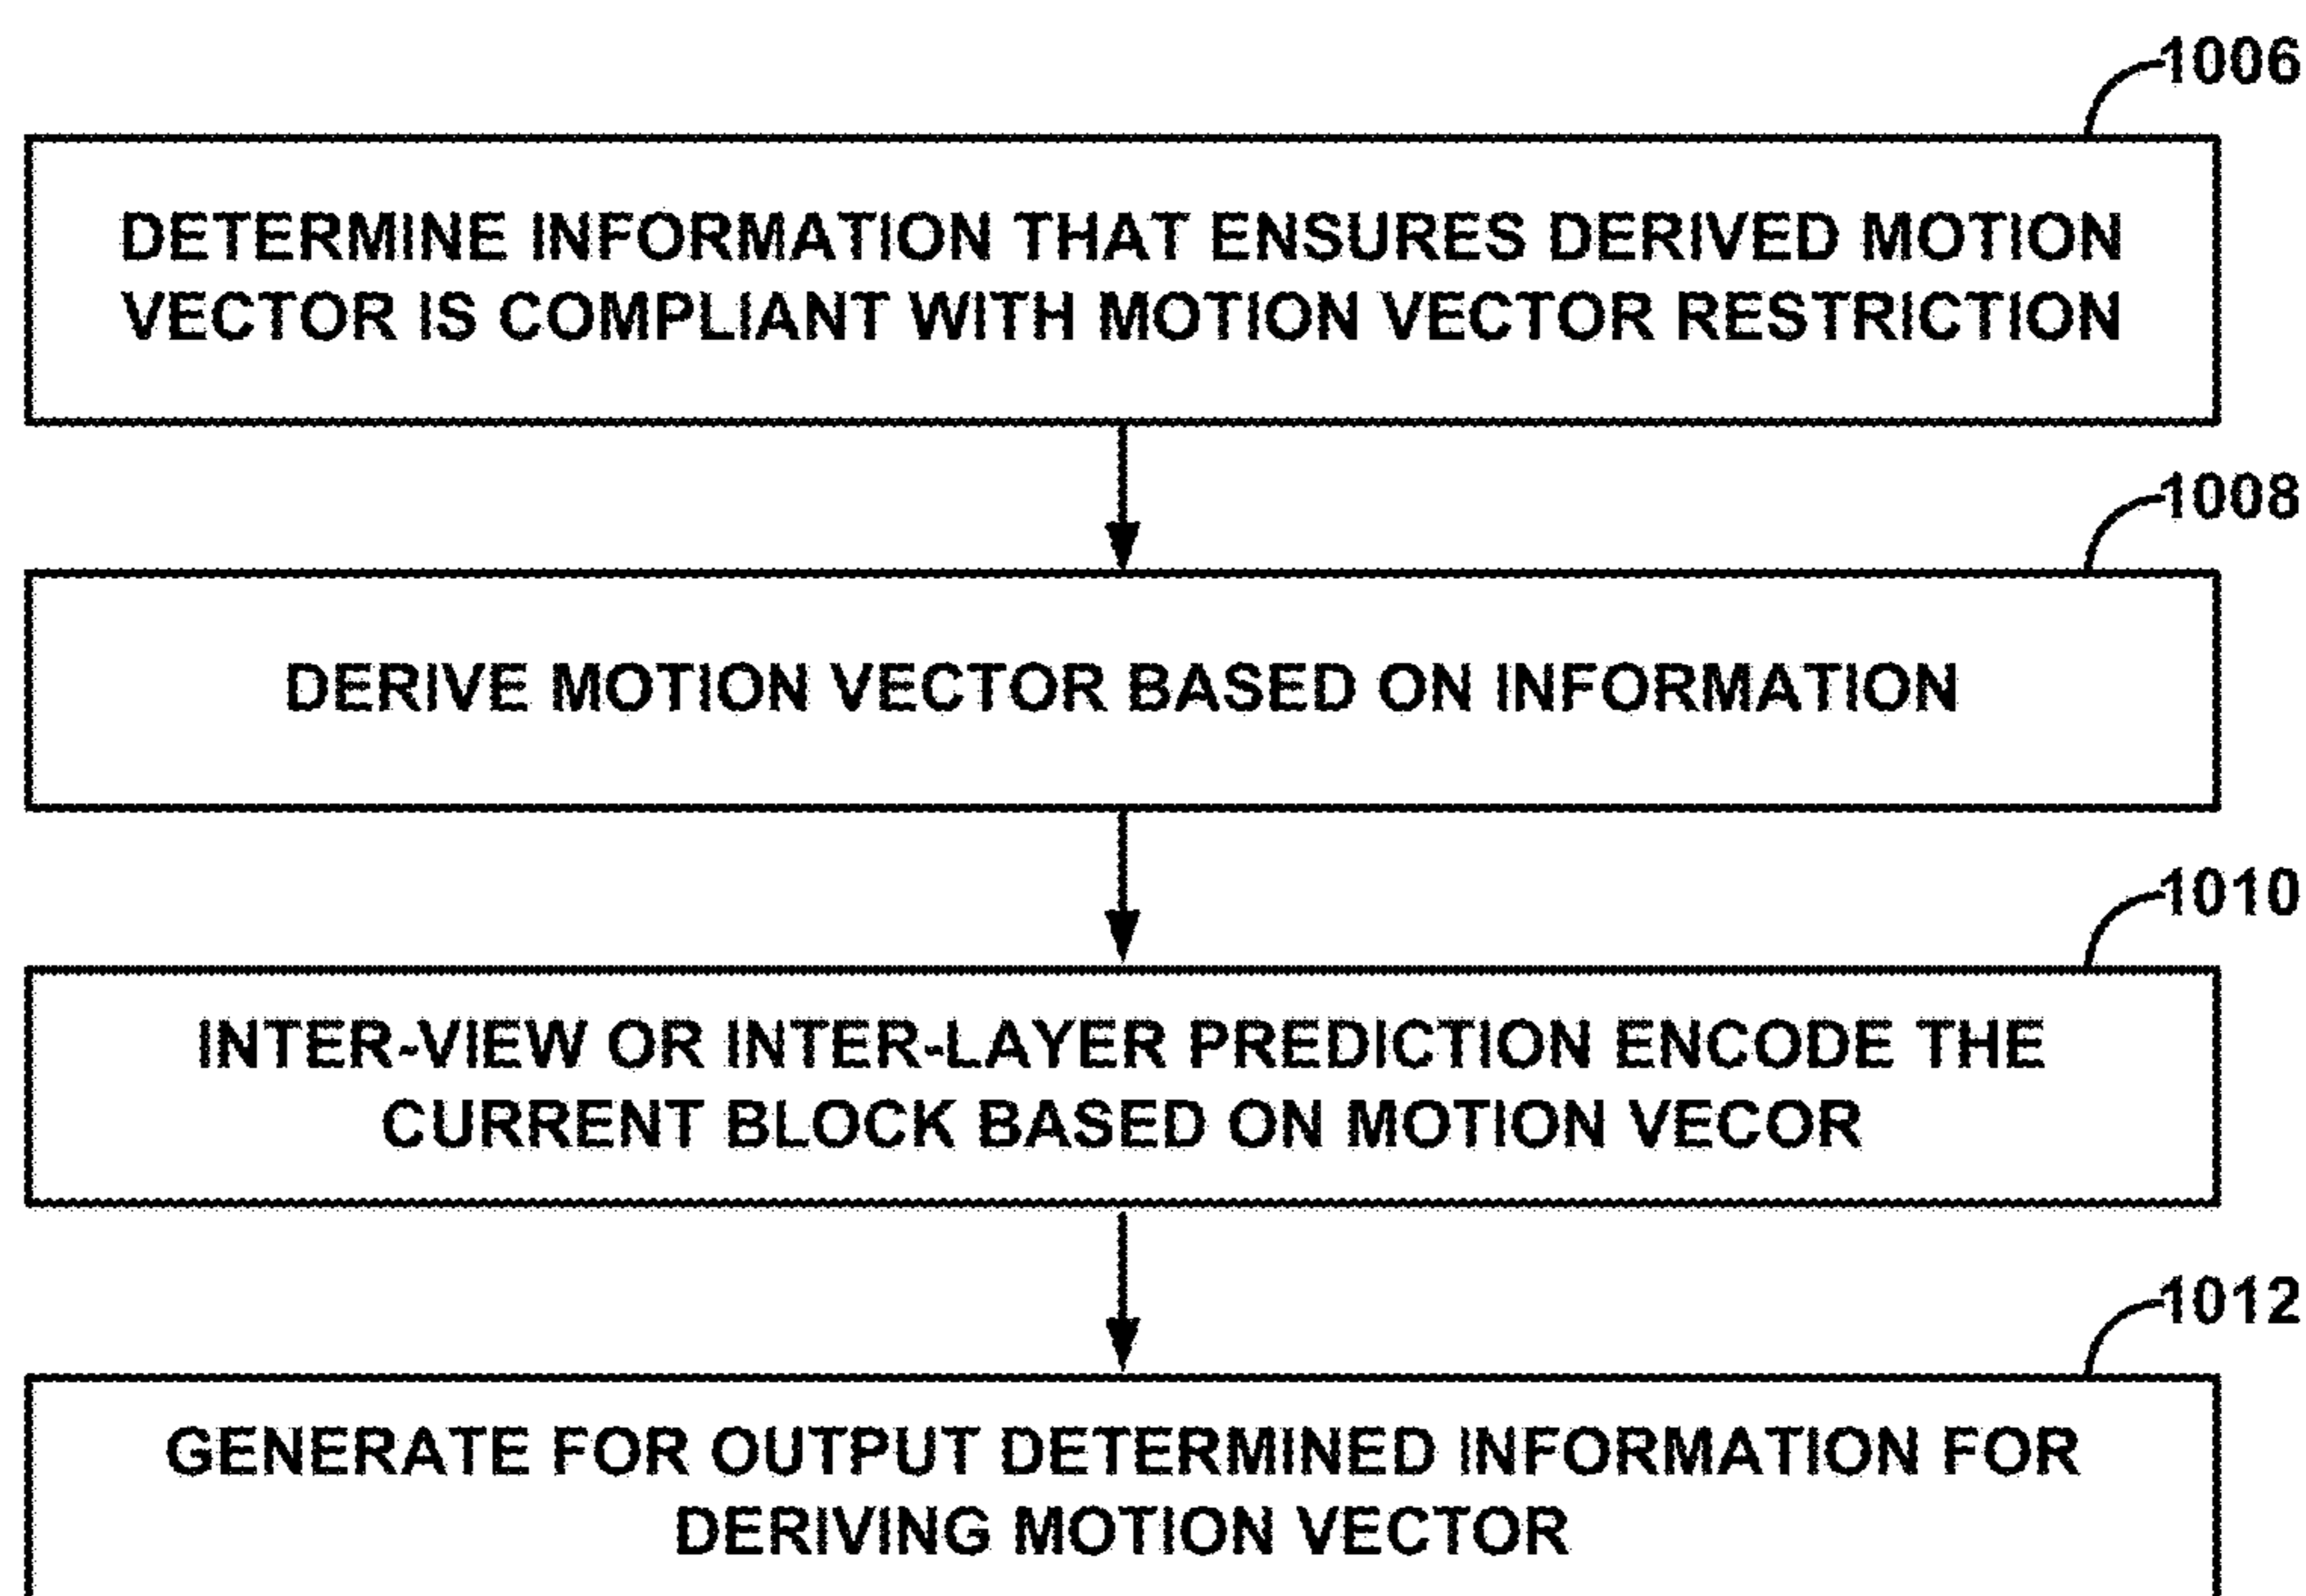 1006
DETERMINE INFORMATION THAT ENSURES DERIVED MOTION
VECTOR IS COMPLIANT WITH MOTION VECTOR RESTRICTION
1008
DERIVE MOTION VECTOR BASED ON INFORMATION
1010
INTER-VIEW OR INTER-LAYER PREDICTION ENCODE THE
CURRENT BLOCK BASED ON MOTION VECOR
1012
GENERATE FOR OUTPUT DETERMINED INFORMATION FOR
DERIVING MOTION VECTOR